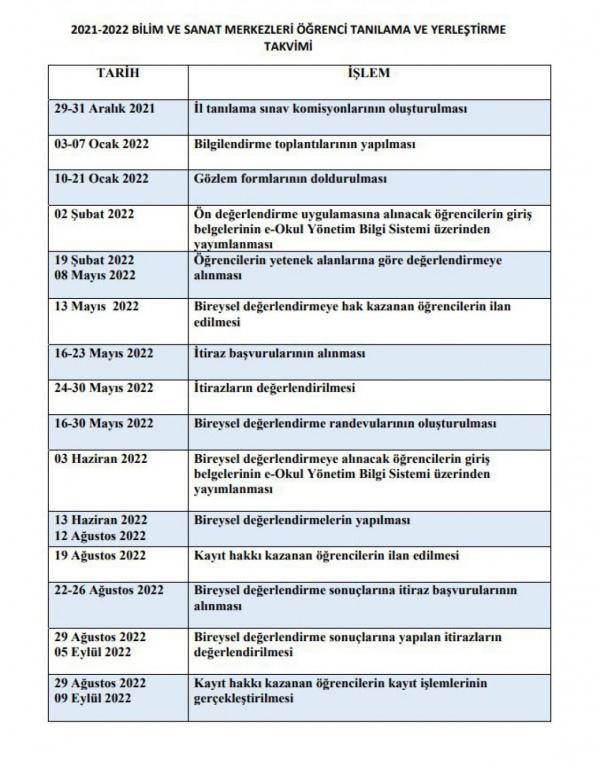 2021-2022 BİLİM VE SANAT MERKEZLERİ ÖĞRENCİ TANILAMA VE YERLEŞTİRME
TAKVİMİ
TARİH İŞLEM
29-31 Aralık 2021 İl tanılama sınav komisyonlarının oluşturulması
03-07 Ocak 2022 Bilgilendirme toplantılarının yapılması
10-21 Ocak 2022 Gözlem formlarının doldurulması
02 Şubat 2022 Ön değerlendirme uygulamasına alınacak öğrencilerin giriş
belgelerinin e-Okul Yönetim Bilgi Sistemi üzerinden
yayımlanması
19 Şubat 2022 Öğrencilerin yetenek alanlarına göre değerlendirmeye
08 Mayıs 2022 alınması
13 Mayıs 2022 Bireysel değerlendirmeye hak kazanan öğrencilerin ilan
edilmesi
16-23 Mayıs 2022 İtiraz başvurularının alınması
24-30 Mayıs 2022 İtirazların değerlendirilmesi
16-30 Mayıs 2022 Bireysel değerlendirme randevularının oluşturulması
03 Haziran 2022 Bireysel değerlendirmeye alınacak öğrencilerin giriş
belgelerinin e-Okul Yönetim Bilgi Sistemi üzerinden
yayımlanması
13 Haziran 2022 Bireysel değerlendirmelerin yapılması
12 Ağustos 2022
19 Ağustos 2022 Kayıt hakkı kazanan öğrencilerin ilan edilmesi
22-26 Ağustos 2022 Bireysel değerlendirme sonuçlarına itiraz başvurularının
alınması
29 Ağustos 2022 Bireysel değerlendirme sonuçlarına yapılan itirazların
05 Eylül 2022 değerlendirilmesi
29 Ağustos 2022 Kayıt hakkı kazanan öğrencilerin kayıt işlemlerinin
09 Eylül 2022 gerçekleştirilmesi